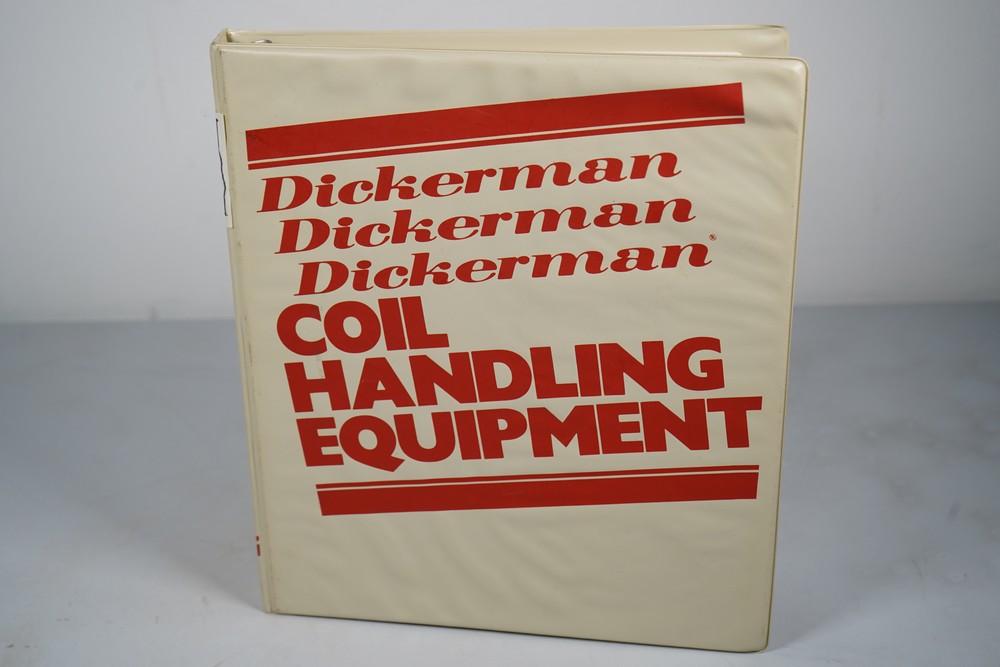 Dickerman
Dickerman
Dickerman®
COIL
HANDLING
EQUIPMENT